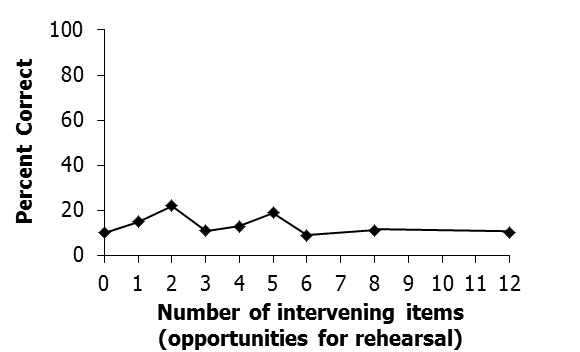 100
80
60
40
20
0
Percent Correct
0 1 2 3 4 5 6 7 8 9 10 11 12
Number of intervening items
(opportunities for rehearsal)